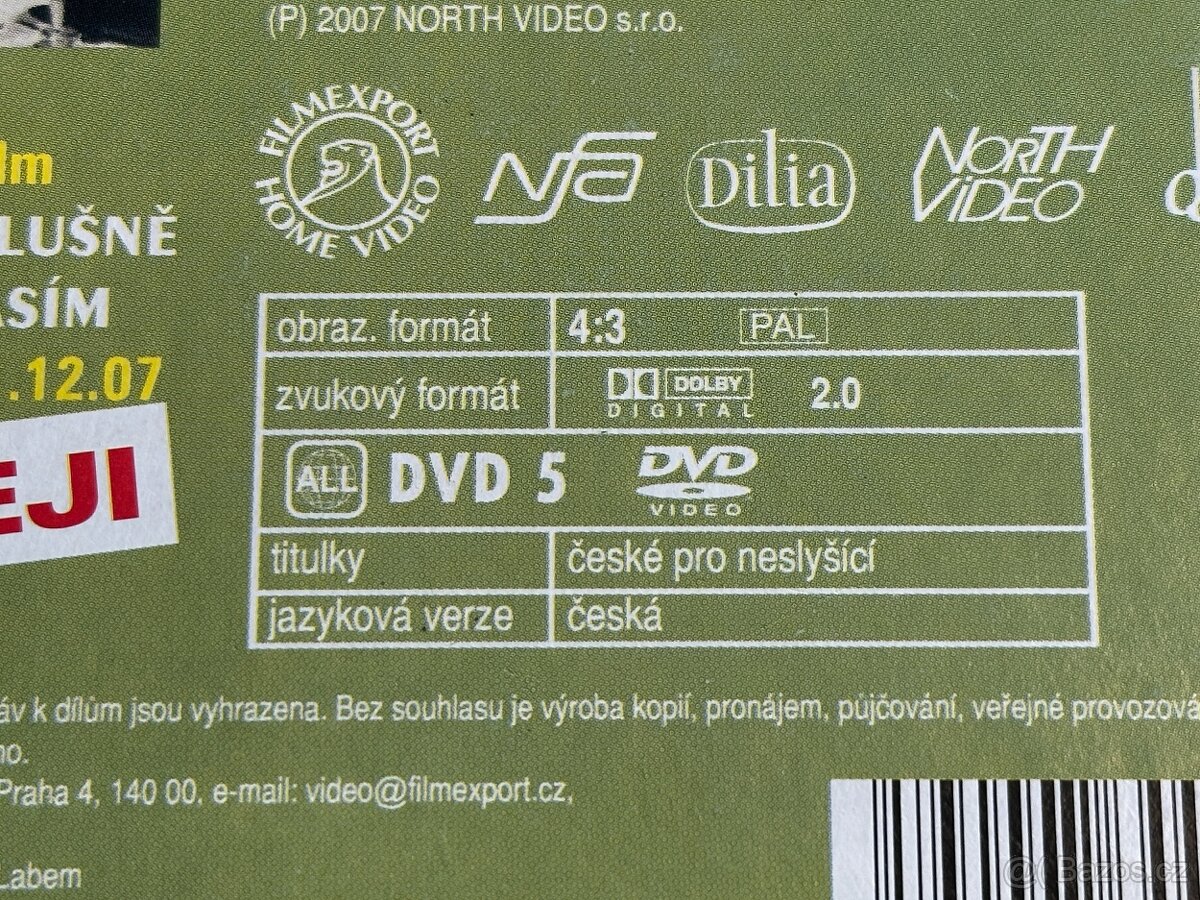 (P) 2007 NORTH VIDEO s.r.o.
FILMEXPORT HOME VIDEO
NFA
Dilia
NORTH VIDEO
lm
LUŠNĚ
ASÍM
.12.07
EJI
obraz. formát 4:3 PAL
zvukový formát DOLBY DIGITAL 2.0
ALL DVD 5 DVD VIDEO
titulky české pro neslyšící
jazyková verze česká
áv k dílům jsou vyhrazena. Bez souhlasu je výroba kopií, pronájem, půjčování, veřejné provozova
no.
Praha 4, 140 00, e-mail: video@filmexport.cz,
Labem
Bazos.cz